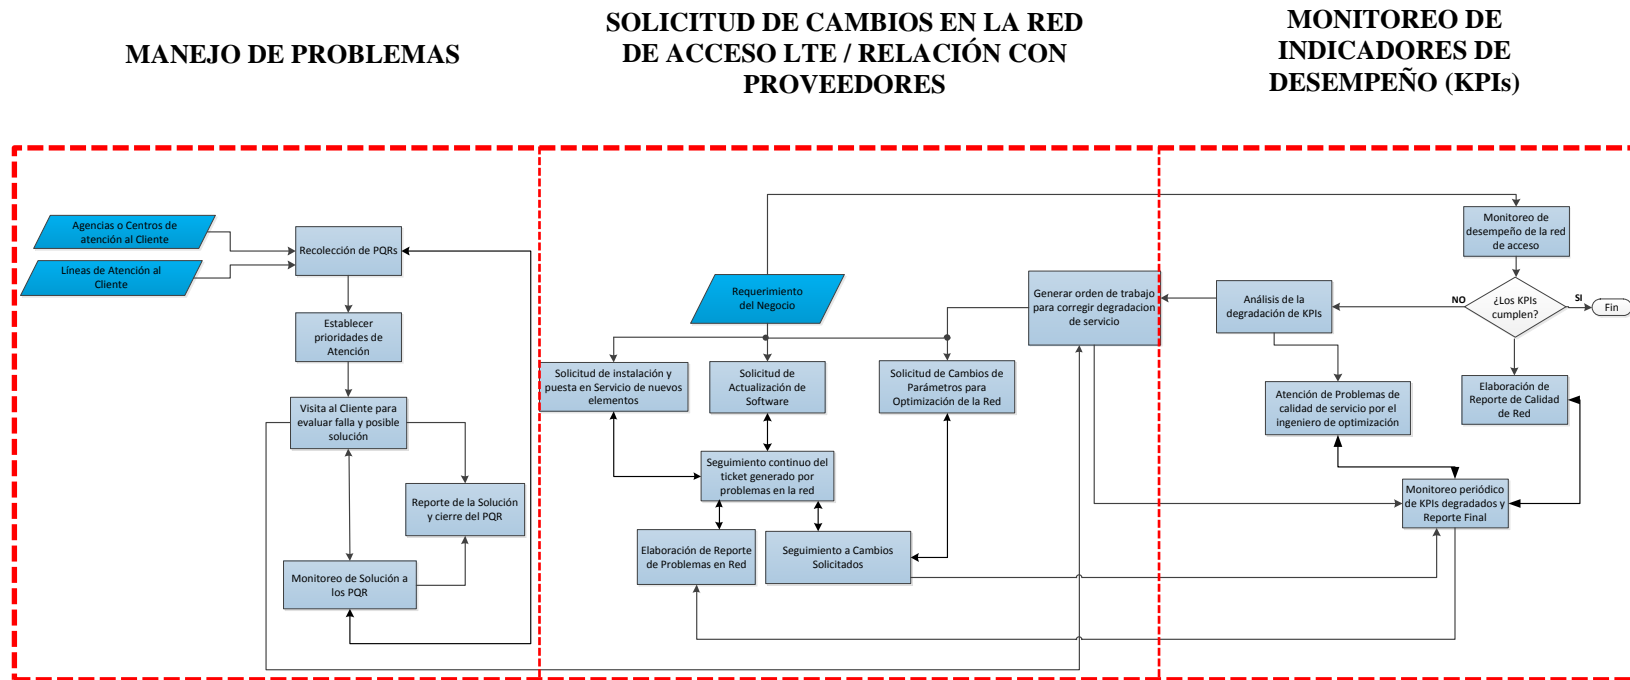 MANEJO DE PROBLEMAS
SOLICITUD DE CAMBIOS EN LA RED
DE ACCESO LTE / RELACIÓN CON
PROVEEDORES
MONITOREO DE
INDICADORES DE
DESEMPEÑO (KPIs)
Agencias o Centros de
atención al Cliente
Líneas de Atención al
Cliente
Recolección de PQRs
Establecer
prioridades de
Atención
Visita al Cliente para
evaluar falla y posible
solución
Reporte de la Solución
y cierre del PQR
Monitoreo de Solución a
los PQR
Requerimiento
del Negocio
Generar orden de trabajo
para corregir degradacion
de servicio
Solicitud de instalación y
puesta en Servicio de nuevos
elementos
Solicitud de
Actualización de
Software
Solicitud de Cambios de
Parámetros para
Optimización de la Red
Seguimiento continuo del
ticket generado por
problemas en la red
Elaboración de Reporte
de Problemas en Red
Seguimiento a Cambios
Solicitados
Monitoreo de
desempeño de la red
de acceso
¿Los KPIs
cumplen?
NO
SI
Fin
Análisis de la
degradación de KPIs
Atención de Problemas de
calidad de servicio por el
ingeniero de optimización
Elaboración de
Reporte de Calidad
de Red
Monitoreo periódico
de KPIs degradados y
Reporte Final